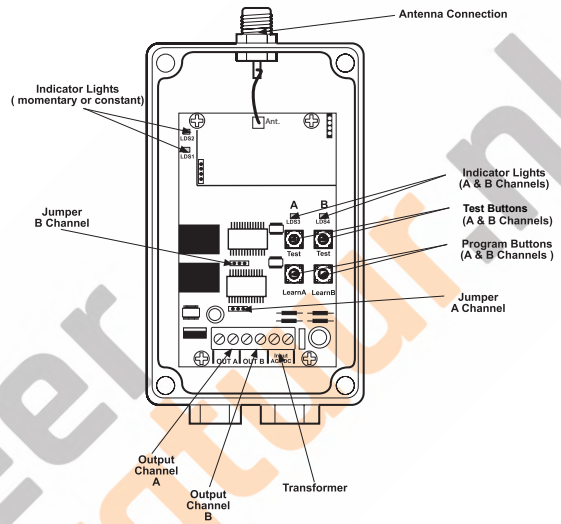 Antenna Connection
Indicator Lights
( momentary or constant)
Ant.
LDS2
LDS1
A B
LDS3 LDS4
Indicator Lights
(A & B Channels)
Test Buttons
(A & B Channels)
Jumper
B Channel
Test Test
Program Buttons
(A & B Channels )
LearnA LearnB
Jumper
A Channel
OUT A OUT B Input
AC/DC
Output
Channel
A
Output
Channel
B
Transformer